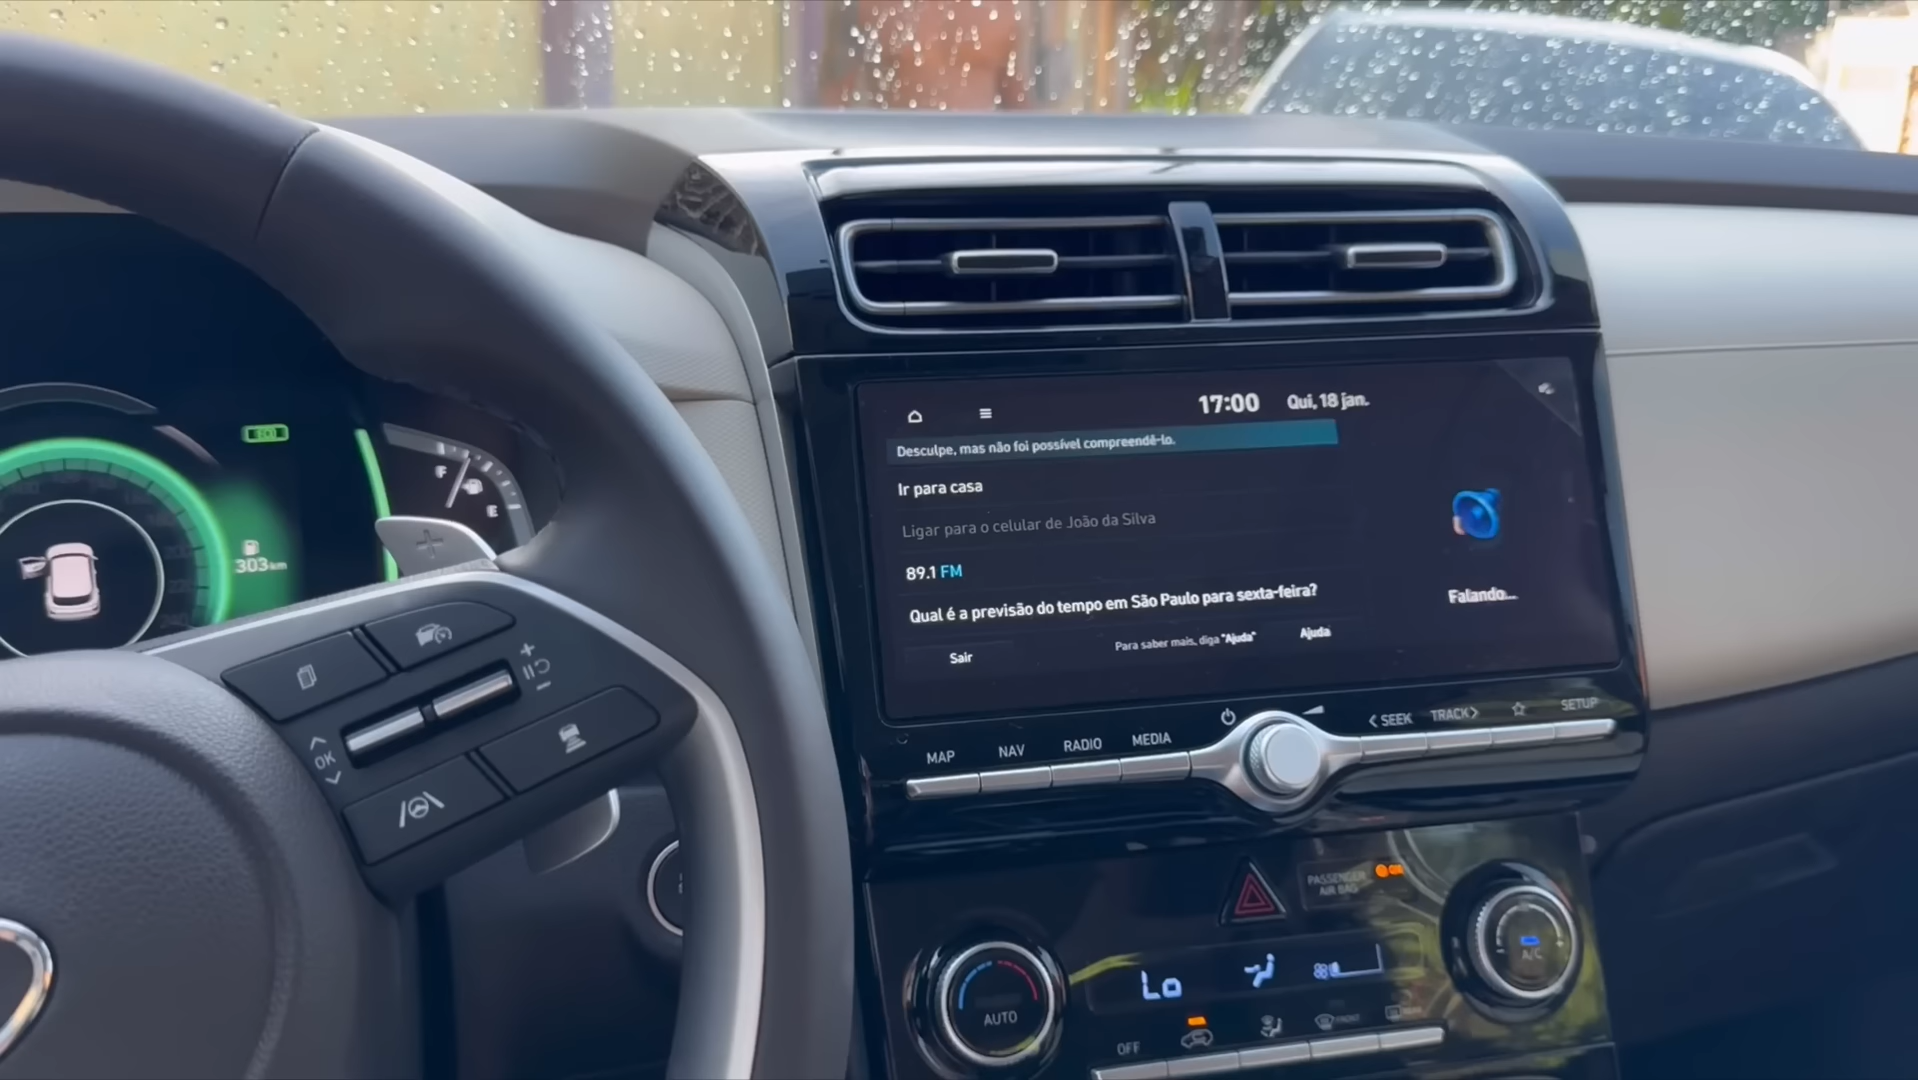 17:00 Qui, 18 jan.
Desculpe, mas não foi possível compreendê-lo.
Ir para casa
Ligar para o celular de João da Silva
89.1 FM
Qual é a previsão do tempo em São Paulo para sexta-feira?
Falando...
Sair
Para saber mais, diga "Ajuda"
Ajuda
F
E
303 km
OK
MAP
NAV
RADIO
MEDIA
SEEK
TRACK
SETUP
PASSENGER
AIR BAG
Lo
A/C
AUTO
OFF